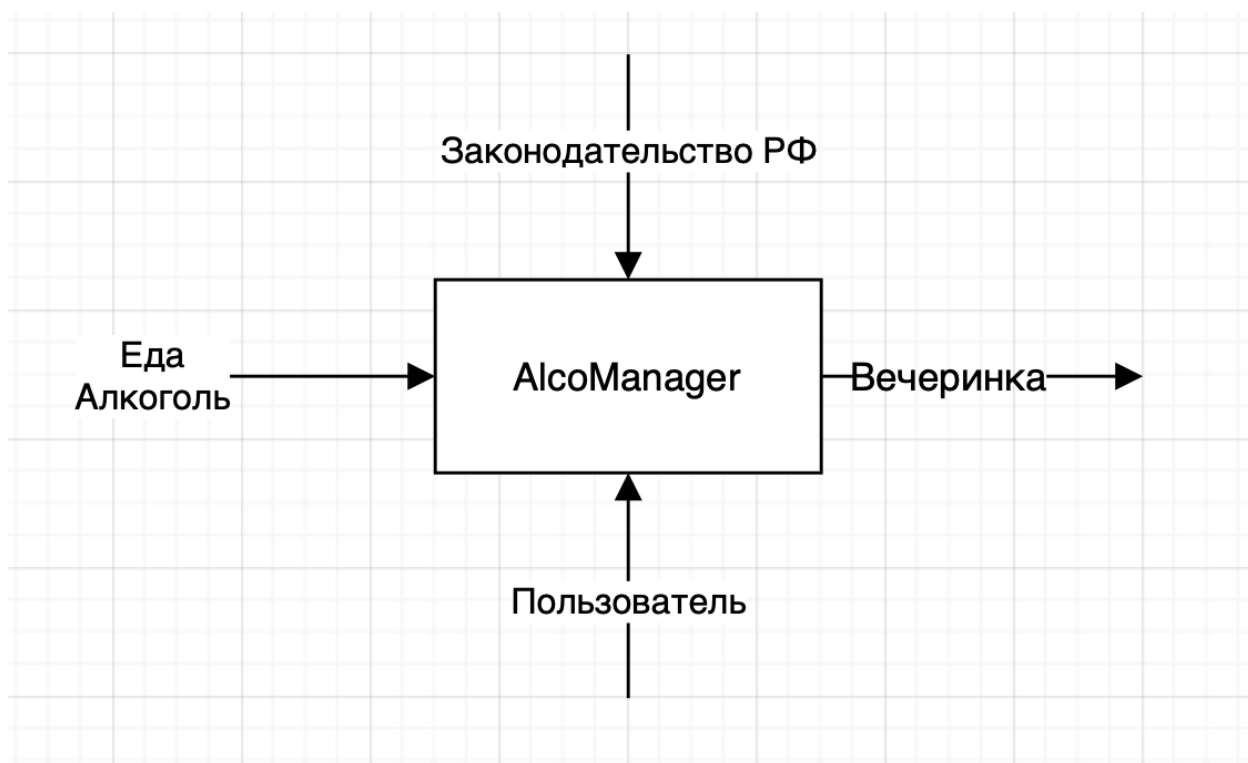 Законодательство РФ
Еда
Алкоголь
AlcoManager
Вечеринка
Пользователь